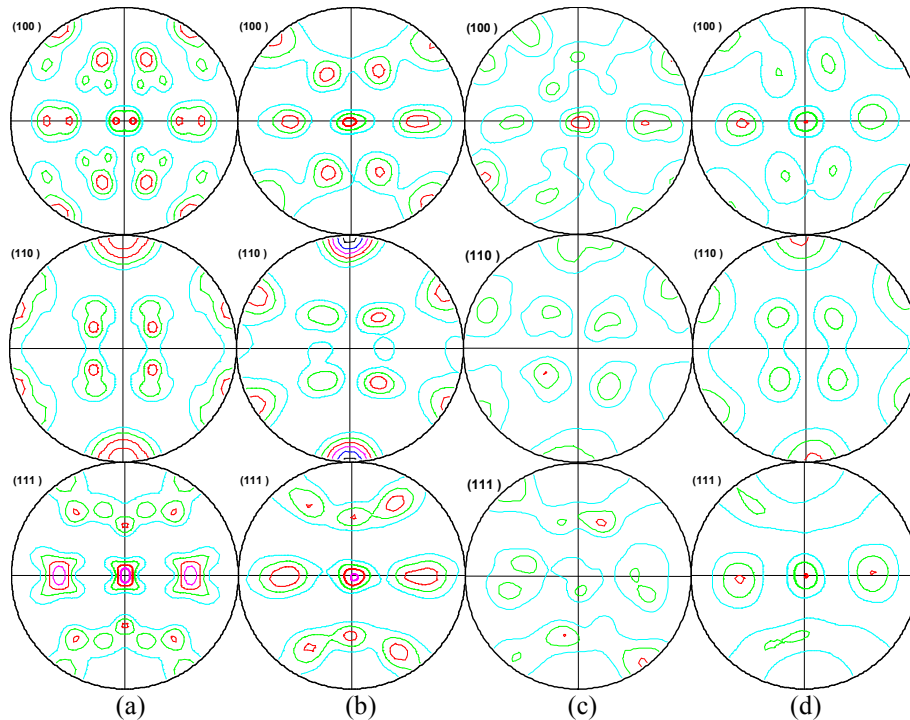 (100 ) (100 ) (100 ) (100 )
(110 ) (110 ) (110 ) (110 )
(111 ) (111 ) (111 ) (111 )
(a) (b) (c) (d)